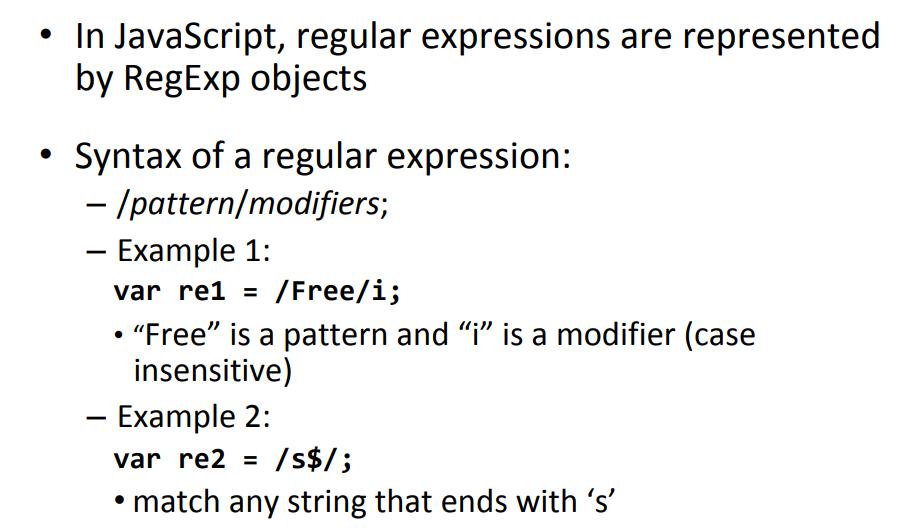 • In JavaScript, regular expressions are represented
by RegExp objects
• Syntax of a regular expression:
– /pattern/modifiers;
– Example 1:
var re1 = /Free/i;
• “Free” is a pattern and “i” is a modifier (case
insensitive)
– Example 2:
var re2 = /s$/;
• match any string that ends with ‘s’